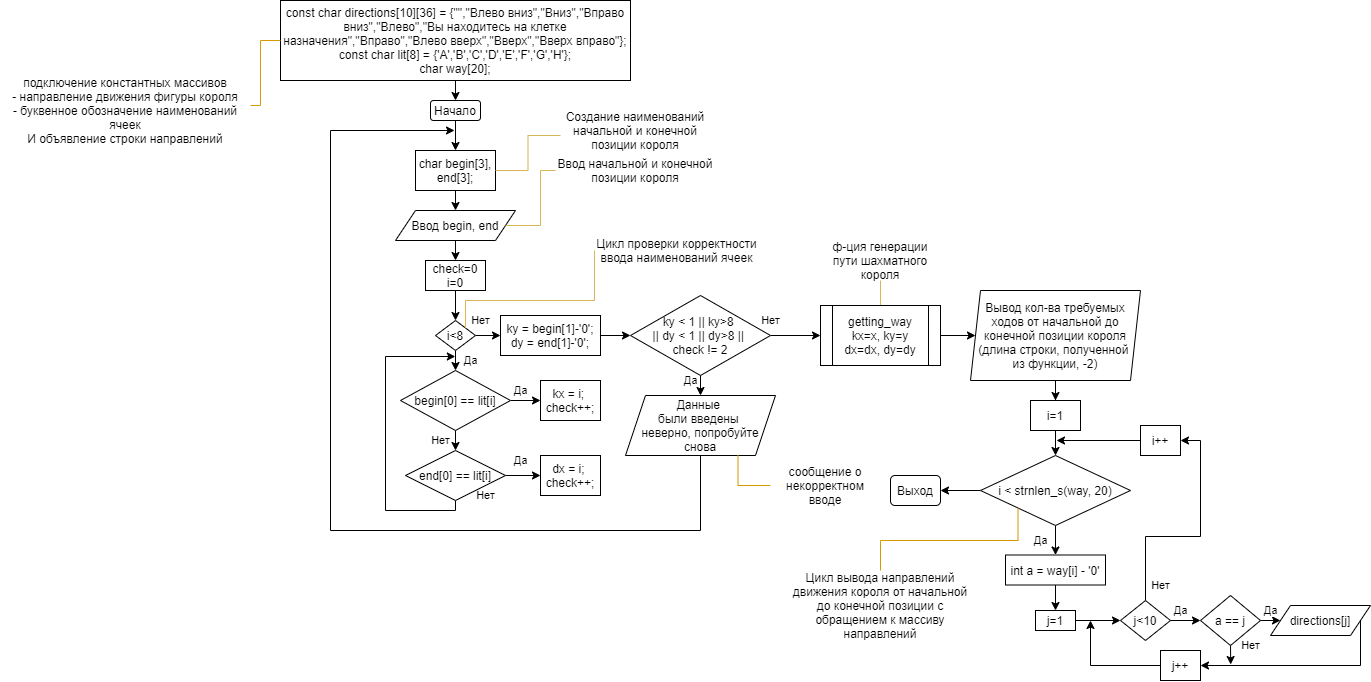 const char directions[10][36] = {"","Влево вниз","Вниз","Вправо
вниз","Влево","Вы находитесь на клетке
назначения","Вправо","Влево вверх","Вверх","Вверх вправо"};
const char lit[8] = {'A','B','C','D','E','F','G','H'};
char way[20];
подключение константных массивов
- направление движения фигуры короля
- буквенное обозначение наименований
ячеек
И объявление строки направлений
Начало
Создание наименований
начальной и конечной
позиции короля
char begin[3],
end[3];
Ввод начальной и конечной
позиции короля
Ввод begin, end
Цикл проверки корректности
ввода наименований ячеек
check=0
i=0
i<8
Нет
Да
ky = begin[1]-'0';
dy = end[1]-'0';
ky < 1 || ky>8
|| dy < 1 || dy>8 ||
check != 2
Нет
Да
ф-ция генерации
пути шахматного
короля
getting_way
kx=x, ky=y
dx=dx, dy=dy
Вывод кол-ва требуемых
ходов от начальной до
конечной позиции короля
(длина строки, полученной
из функции, -2)
begin[0] == lit[i]
Да
kx = i;
check++;
Нет
end[0] == lit[i]
Да
dx = i;
check++;
Нет
Данные
были введены
неверно, попробуйте
снова
сообщение о
некорректном
вводе
i=1
i++
i < strnlen_s(way, 20)
Выход
Да
Цикл вывода направлений
движения короля от начальной
до конечной позиции с
обращением к массиву
направлений
int a = way[i] - '0'
j=1
j<10
Нет
Да
a == j
Да
Нет
directions[j]
j++